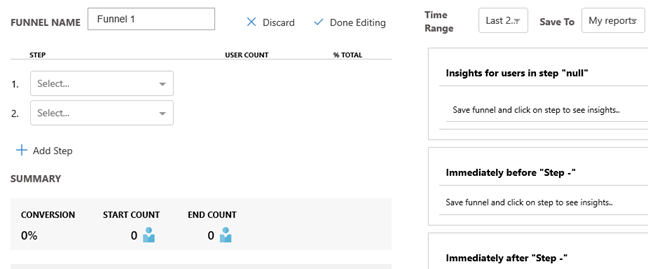 FUNNEL NAME Funnel 1 Discard Done Editing
STEP USER COUNT % TOTAL
1. Select...
2. Select...
Add Step
SUMMARY
CONVERSION START COUNT END COUNT
0% 0 0
Time Range Last 2... Save To My reports
Insights for users in step "null"
Save funnel and click on step to see insights..
Immediately before "Step -"
Save funnel and click on step to see insights..
Immediately after "Step -"